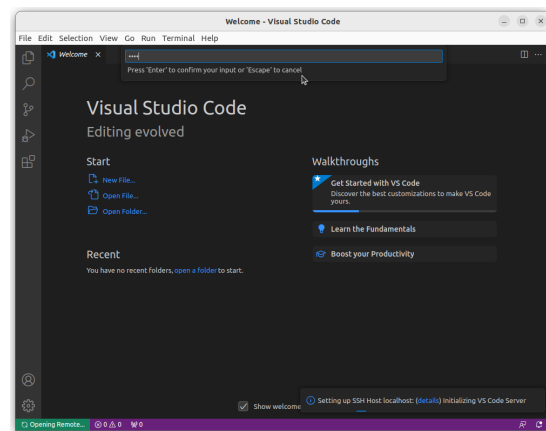 Welcome - Visual Studio Code
File Edit Selection View Go Run Terminal Help
Welcome
••••
Press 'Enter' to confirm your input or 'Escape' to cancel
Visual Studio Code
Editing evolved
Start
New File...
Open File...
Open Folder...
Recent
You have no recent folders, open a folder to start.
Walkthroughs
Get Started with VS Code
Discover the best customizations to make VS Code
yours.
Learn the Fundamentals
Boost your Productivity
Show welcome
Setting up SSH Host localhost: (details) Initializing VS Code
Server
Opening Remote... 0 0 0